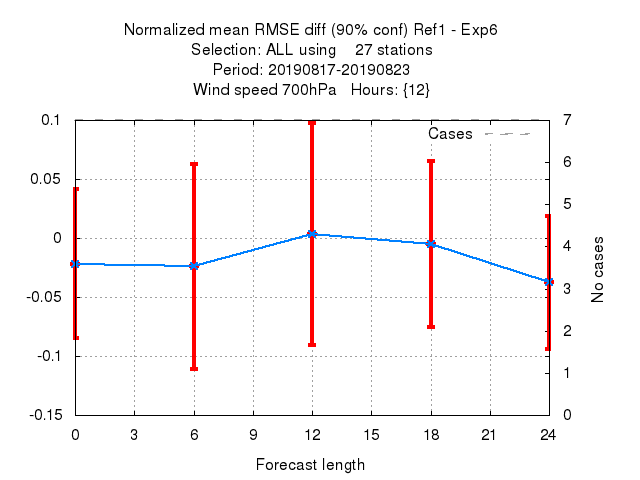 Normalized mean RMSE diff (90% conf) Ref1 - Exp6
Selection: ALL using    27 stations
Period: 20190817-20190823
Wind speed 700hPa   Hours: {12}
0.1
0.05
0
-0.05
-0.1
-0.15
Cases
7
6
5
4
3
2
1
0
No cases
0 3 6 9 12 15 18 21 24
Forecast length